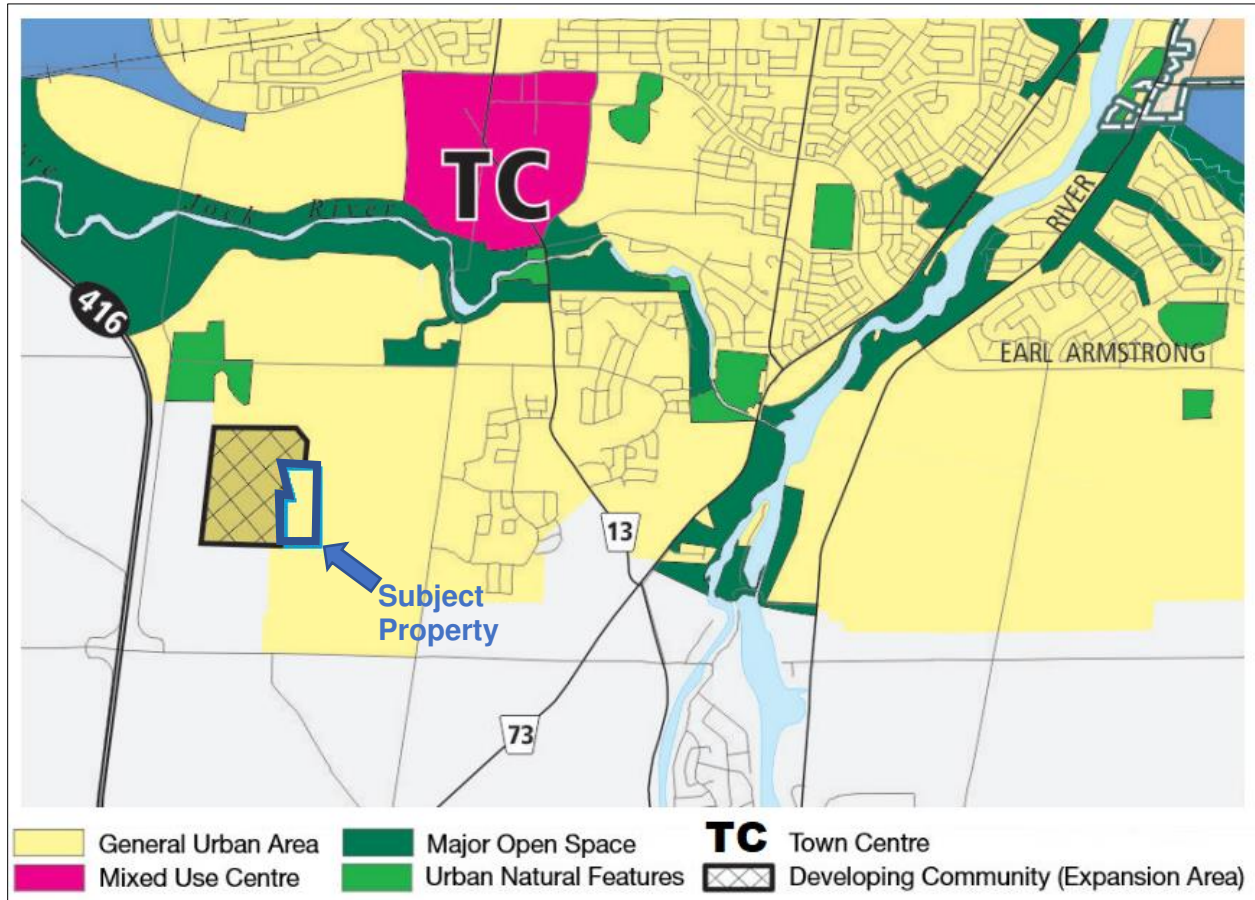 TC
Jock River
416
RIVER
EARL ARMSTRONG
13
Subject
Property
73
General Urban Area
Major Open Space
TC Town Centre
Mixed Use Centre
Urban Natural Features
Developing Community (Expansion Area)